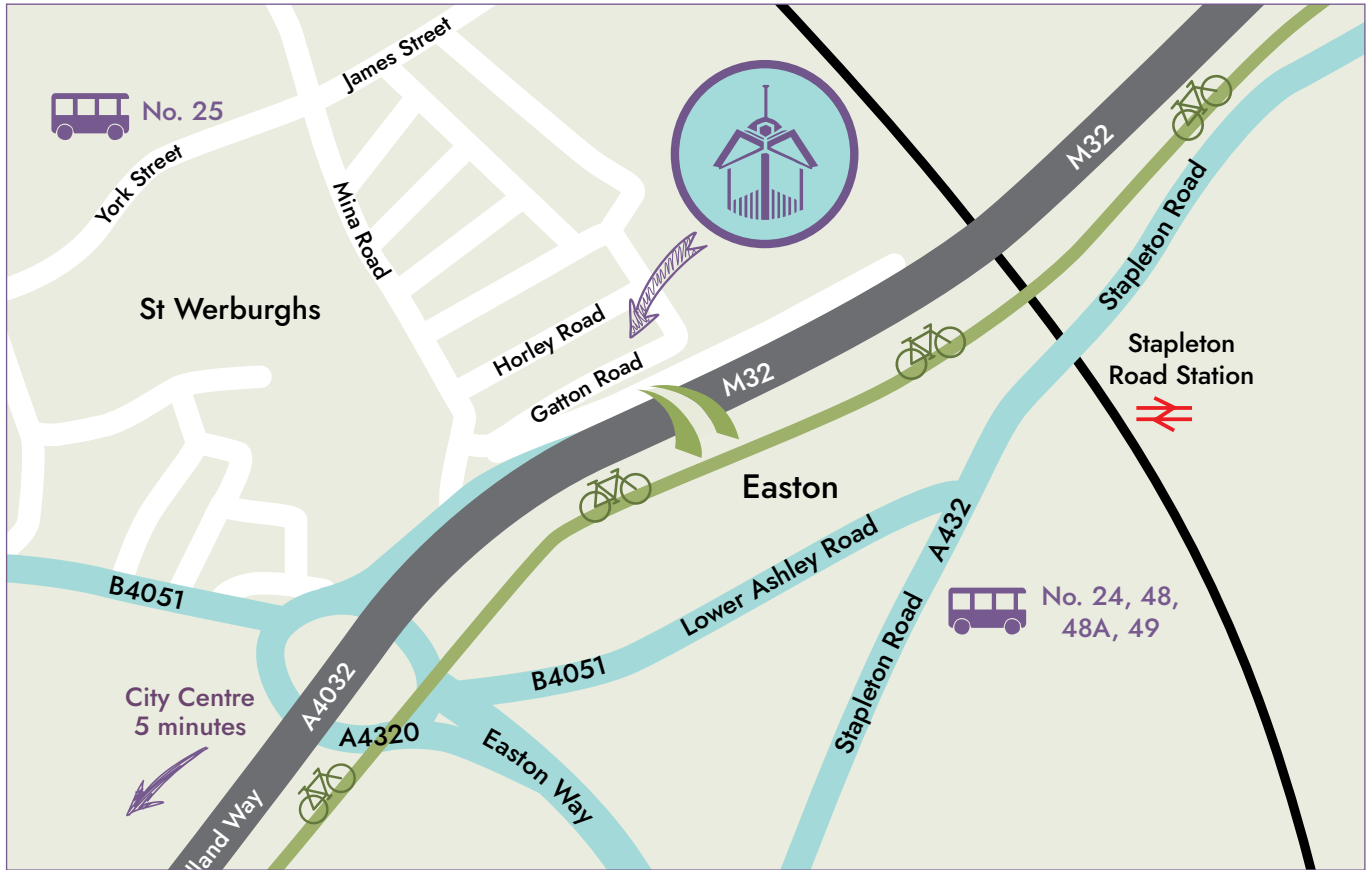 James Street
No. 25
York Street
Mina Road
M32
Stapleton Road
St Werburghs
Horley Road
Gatton Road
M32
Stapleton
Road Station
Easton
A432
Lower Ashley Road
B4051
No. 24, 48,
48A, 49
Stapleton Road
B4051
A4032
City Centre
5 minutes
A4320
Easton Way
lland Way